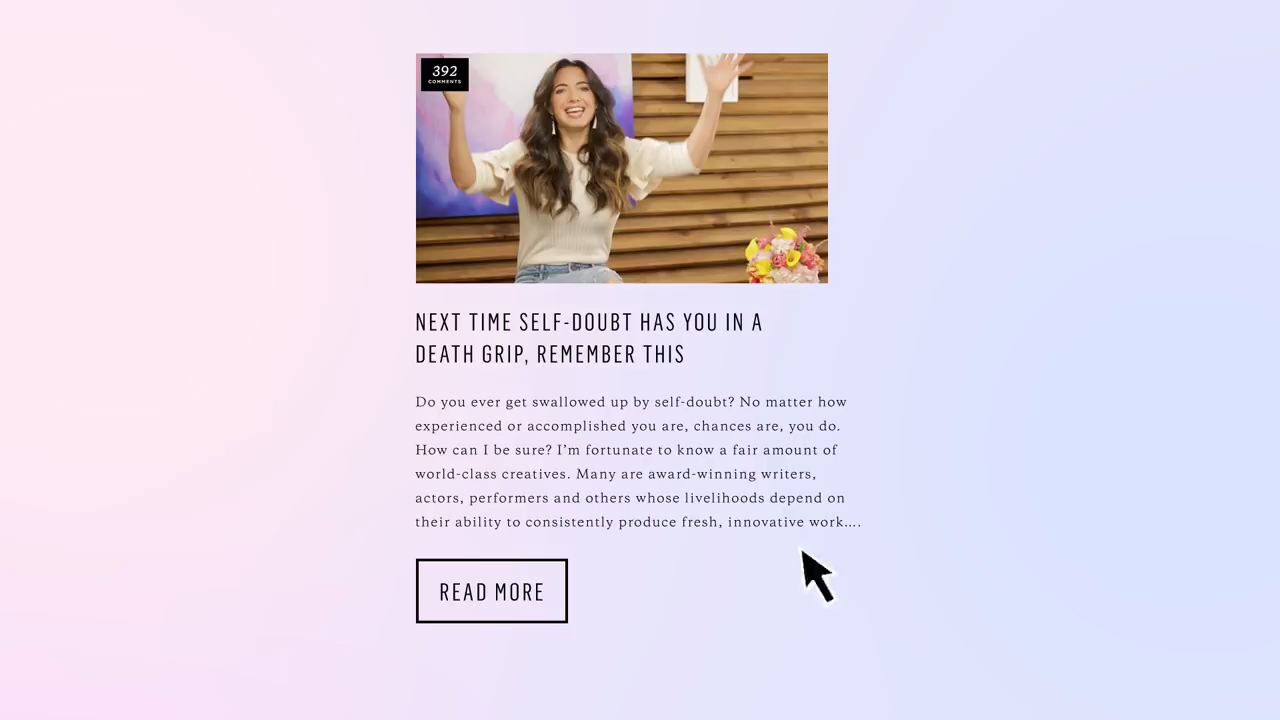 392
COMMENTS
NEXT TIME SELF-DOUBT HAS YOU IN A
DEATH GRIP, REMEMBER THIS
Do you ever get swallowed up by self-doubt? No matter how
experienced or accomplished you are, chances are, you do.
How can I be sure? I’m fortunate to know a fair amount of
world-class creatives. Many are award-winning writers,
actors, performers and others whose livelihoods depend on
their ability to consistently produce fresh, innovative work....
READ MORE